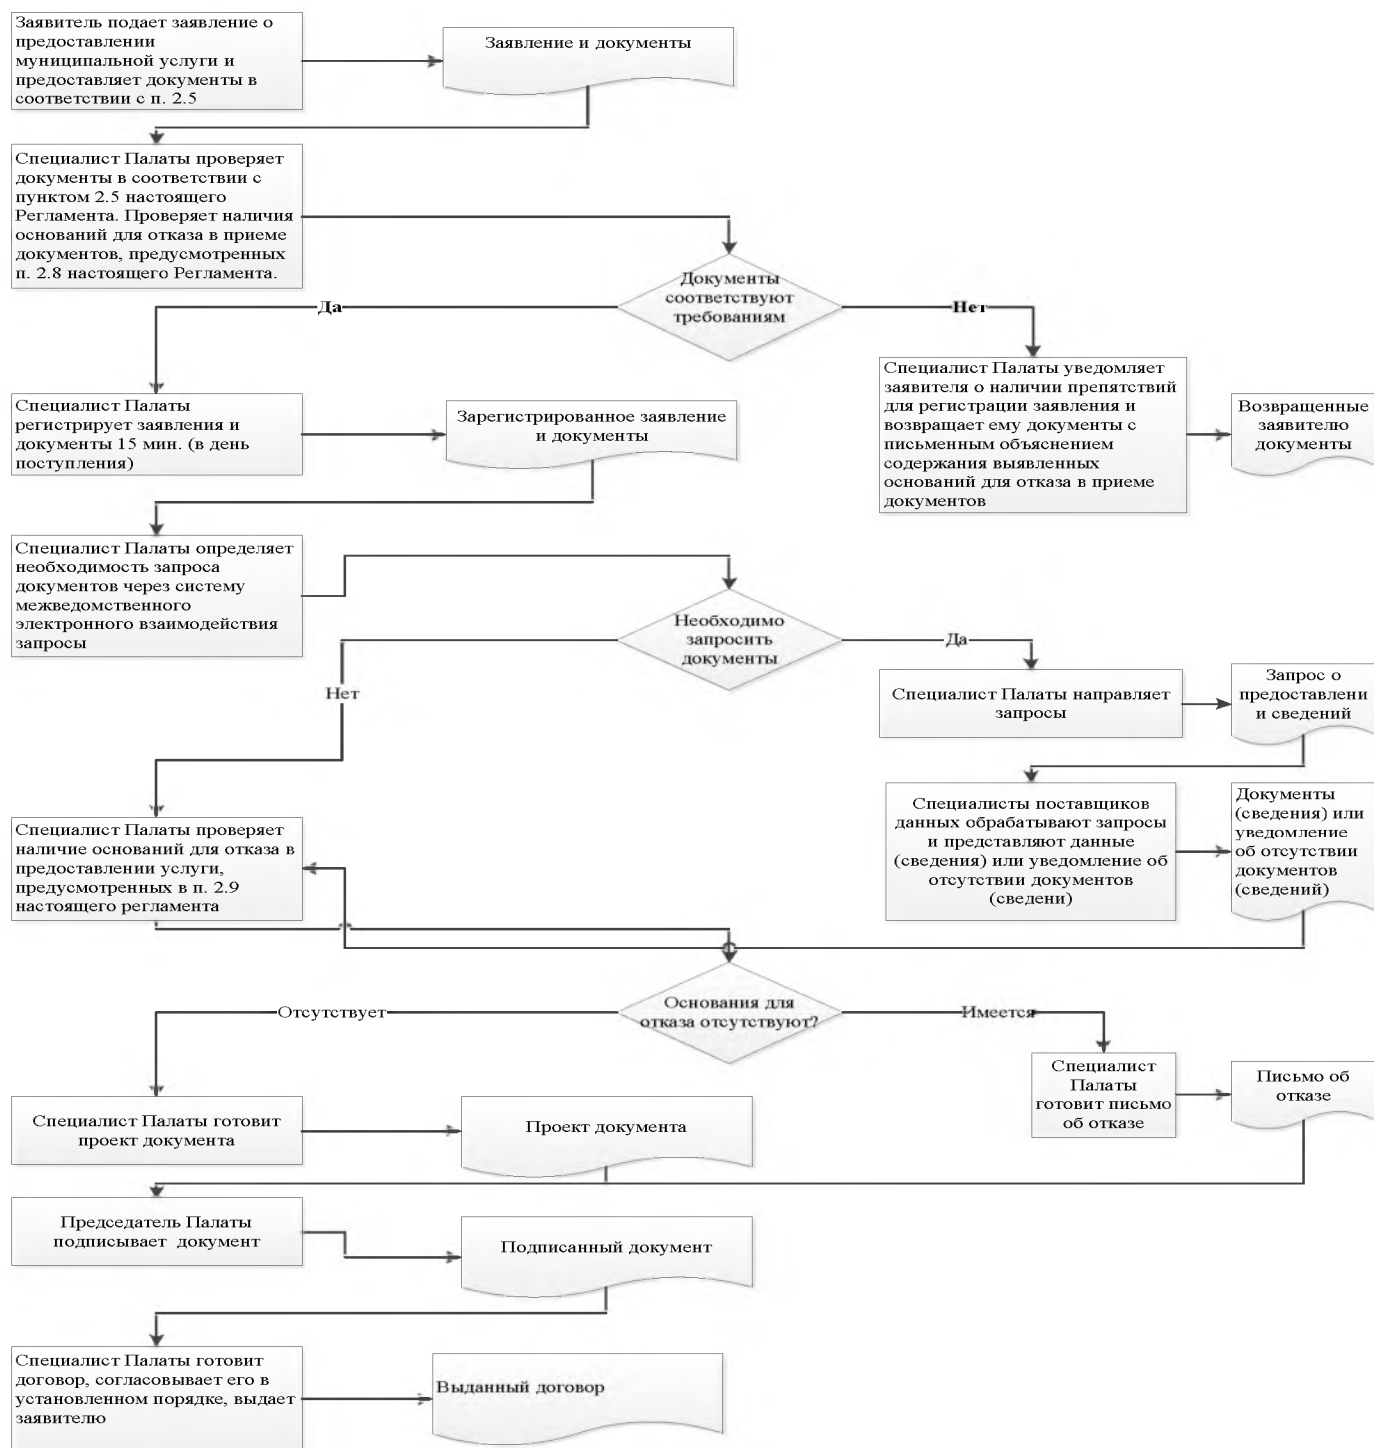 Заявитель подает заявление о
предоставлении
муниципальной услуги и
предоставляет документы в
соответствии с п. 2.5
Заявление и документы
Специалист Палаты проверяет
документы в соответствии с
пунктом 2.5 настоящего
Регламента. Проверяет наличия
оснований для отказа в приеме
документов, предусмотренных
п. 2.8 настоящего Регламента.
Документы
соответствуют
требованиям
Да
Нет
Специалист Палаты
регистрирует заявления и
документы 15 мин. (в день
поступления)
Зарегистрированное заявление
и документы
Специалист Палаты уведомляет
заявителя о наличии препятствий
для регистрации заявления и
возвращает ему документы с
письменным объяснением
содержания выявленных
оснований для отказа в приеме
документов
Возвращенные
заявителю
документы
Специалист Палаты определяет
необходимость запроса
документов через систему
межведомственного
электронного взаимодействия
запросы
Необходимо
запросить
документы
Да
Нет
Специалист Палаты направляет
запросы
Запрос о
предоставлени
и сведений
Специалисты поставщиков
данных обрабатывают запросы
и представляют данные
(сведения) или уведомление об
отсутствии документов
(сведени)
Документы
(сведения) или
уведомление
об отсутствии
документов
(сведений)
Специалист Палаты проверяет
наличие оснований для отказа в
предоставлении услуги,
предусмотренных в п. 2.9
настоящего регламента
Основания для
отказа отсутствуют?
Отсутствует
Имеется
Специалист
Палаты
готовит письмо
об отказе
Письмо об
отказе
Специалист Палаты готовит
проект документа
Проект документа
Председатель Палаты
подписывает документ
Подписанный документ
Специалист Палаты готовит
договор, согласовывает его в
установленном порядке, выдает
заявителю
Выданный договор